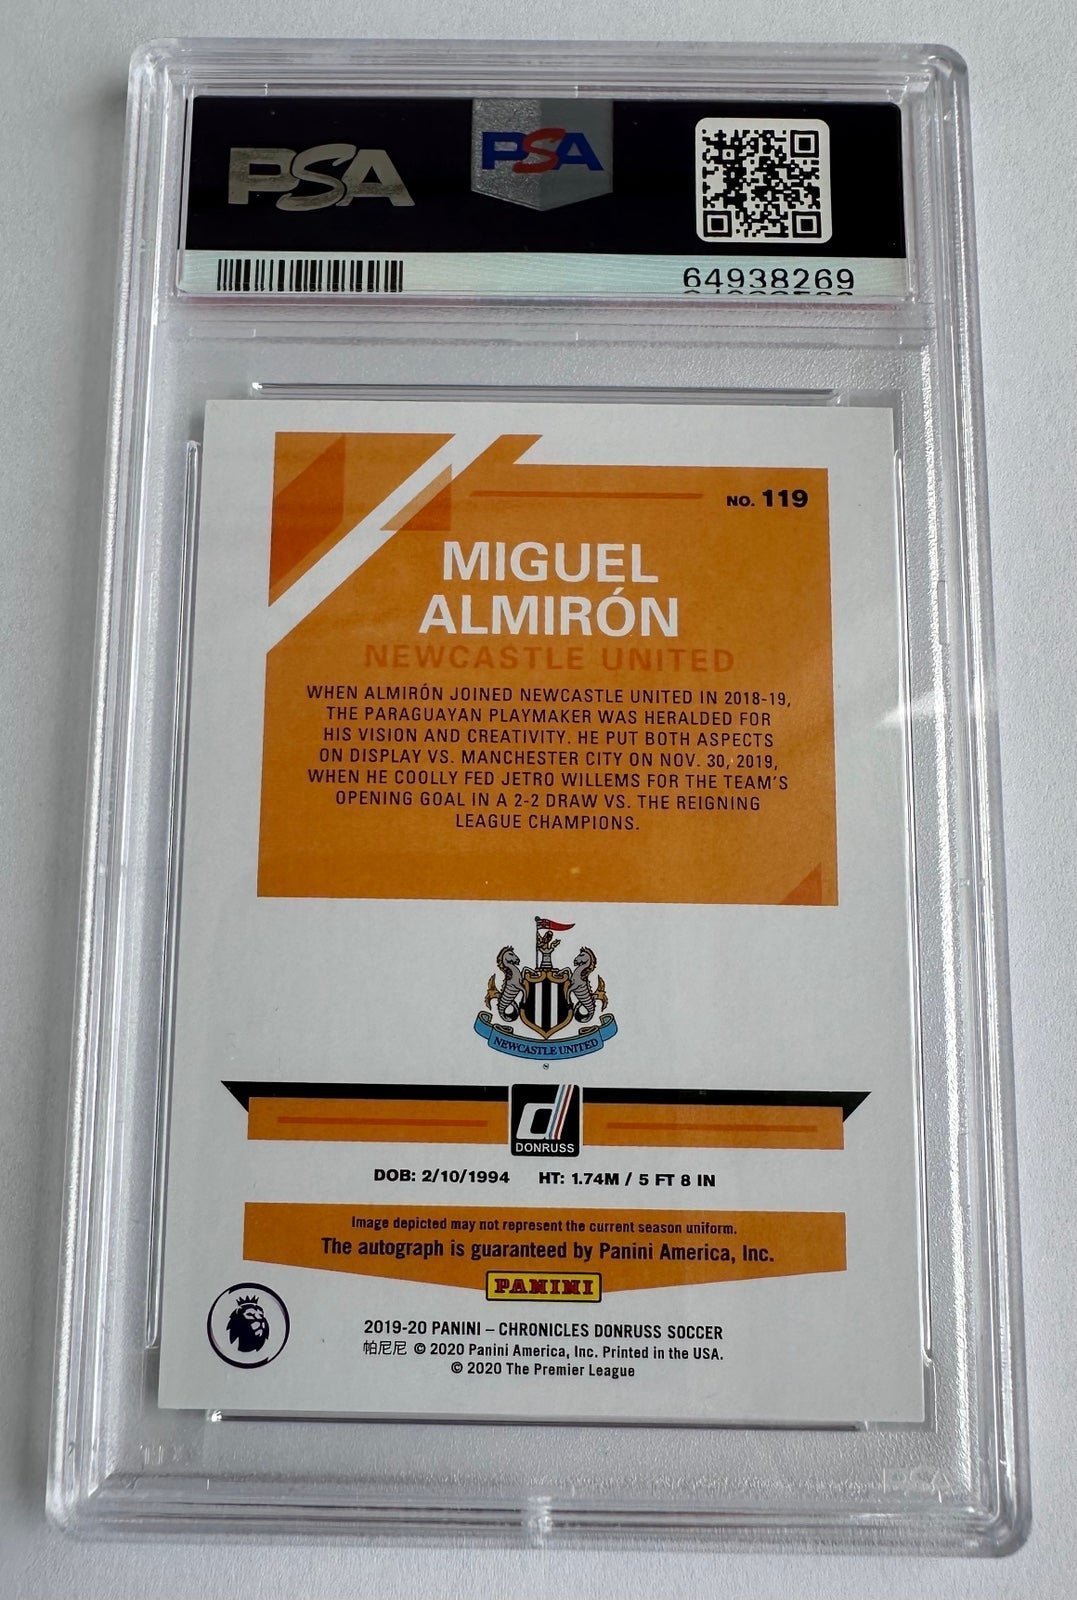 PSA PSA
64938269
NO. 119
MIGUEL
ALMIRÓN
NEWCASTLE UNITED
WHEN ALMIRÓN JOINED NEWCASTLE UNITED IN 2018-19,
THE PARAGUAYAN PLAYMAKER WAS HERALDED FOR
HIS VISION AND CREATIVITY. HE PUT BOTH ASPECTS
ON DISPLAY VS. MANCHESTER CITY ON NOV. 30, 2019,
WHEN HE COOLLY FED JETRO WILLEMS FOR THE TEAM'S
OPENING GOAL IN A 2-2 DRAW VS. THE REIGNING
LEAGUE CHAMPIONS.
NEWCASTLE UNITED
d
DONRUSS
DOB: 2/10/1994 HT: 1.74M / 5 FT 8 IN
Image depicted may not represent the current season uniform.
The autograph is guaranteed by Panini America, Inc.
PANINI
2019-20 PANINI – CHRONICLES DONRUSS SOCCER
帕尼尼 © 2020 Panini America, Inc. Printed in the USA.
© 2020 The Premier League
PSA